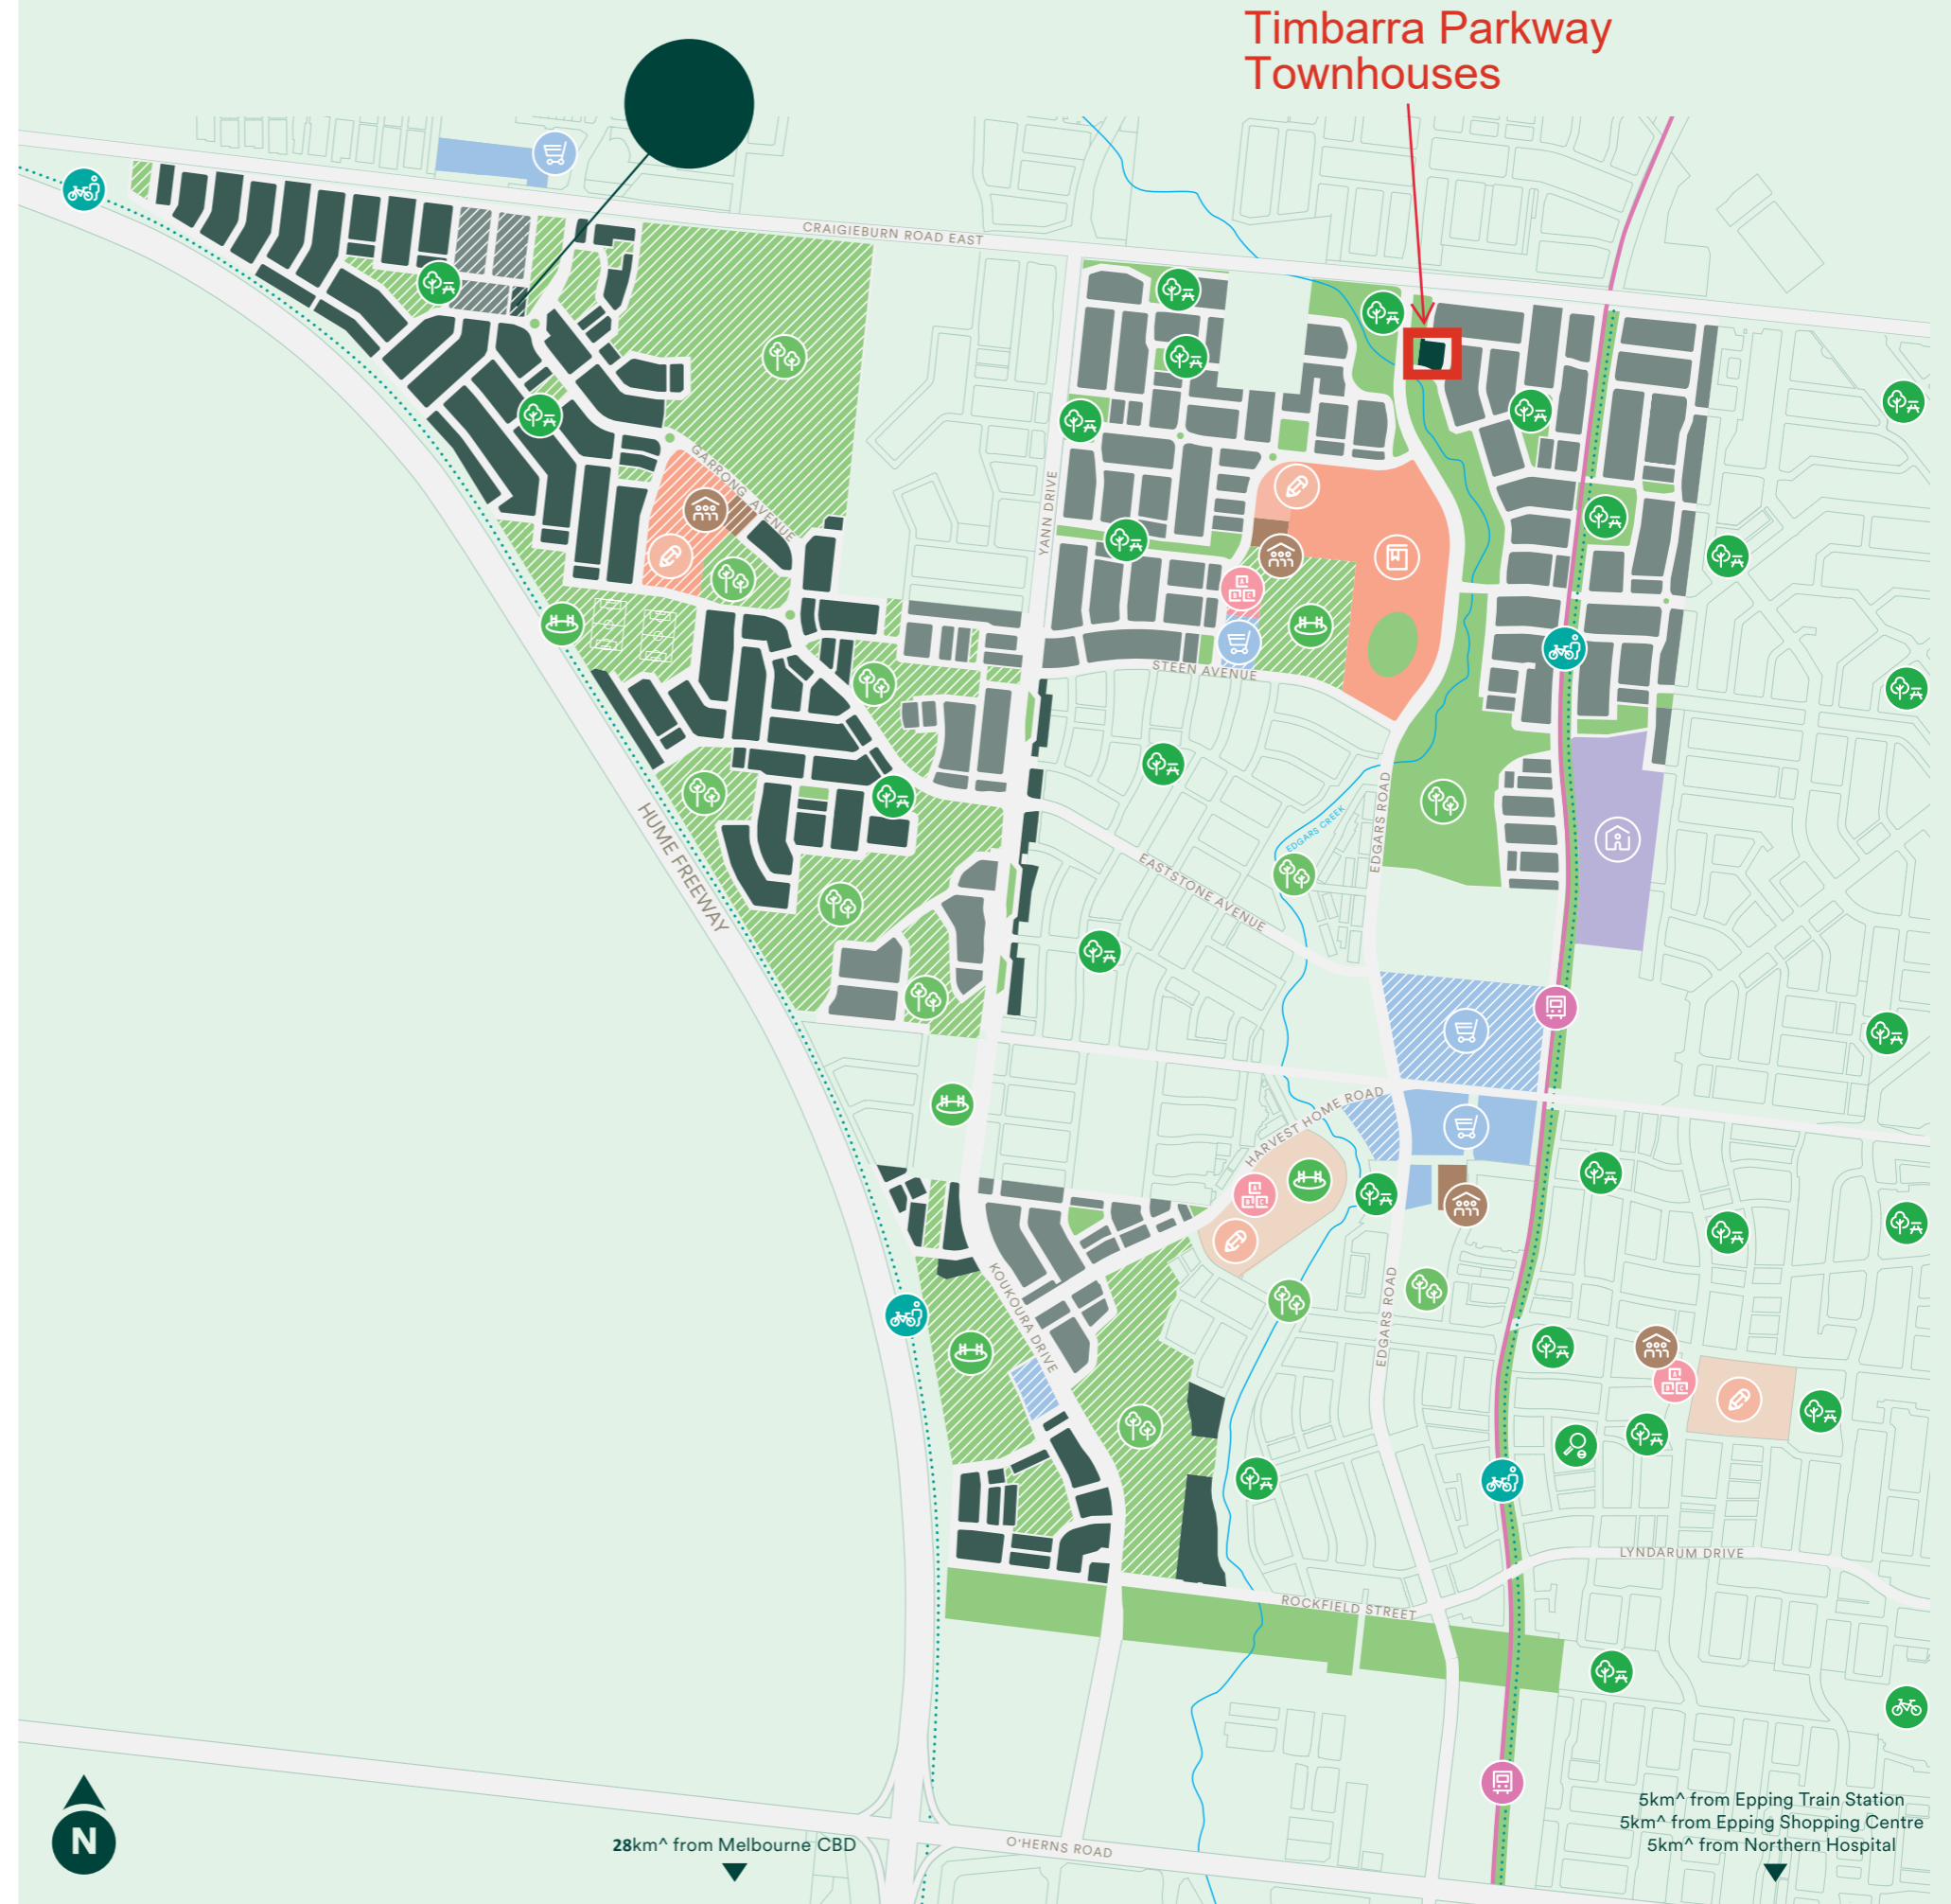 Timbarra Parkway
Townhouses
CRAIGIEBURN ROAD EAST
GARRONG AVENUE
YANN DRIVE
STEEN AVENUE
HUME FREEWAY
EDGARS ROAD
EDGARS CREEK
EASTSTONE AVENUE
HARVEST HOME ROAD
KOUKOURA DRIVE
EDGARS ROAD
LYNDARUM DRIVE
ROCKFIELD STREET
N
28km^ from Melbourne CBD
O'HERNS ROAD
5km^ from Epping Train Station
5km^ from Epping Shopping Centre
5km^ from Northern Hospital